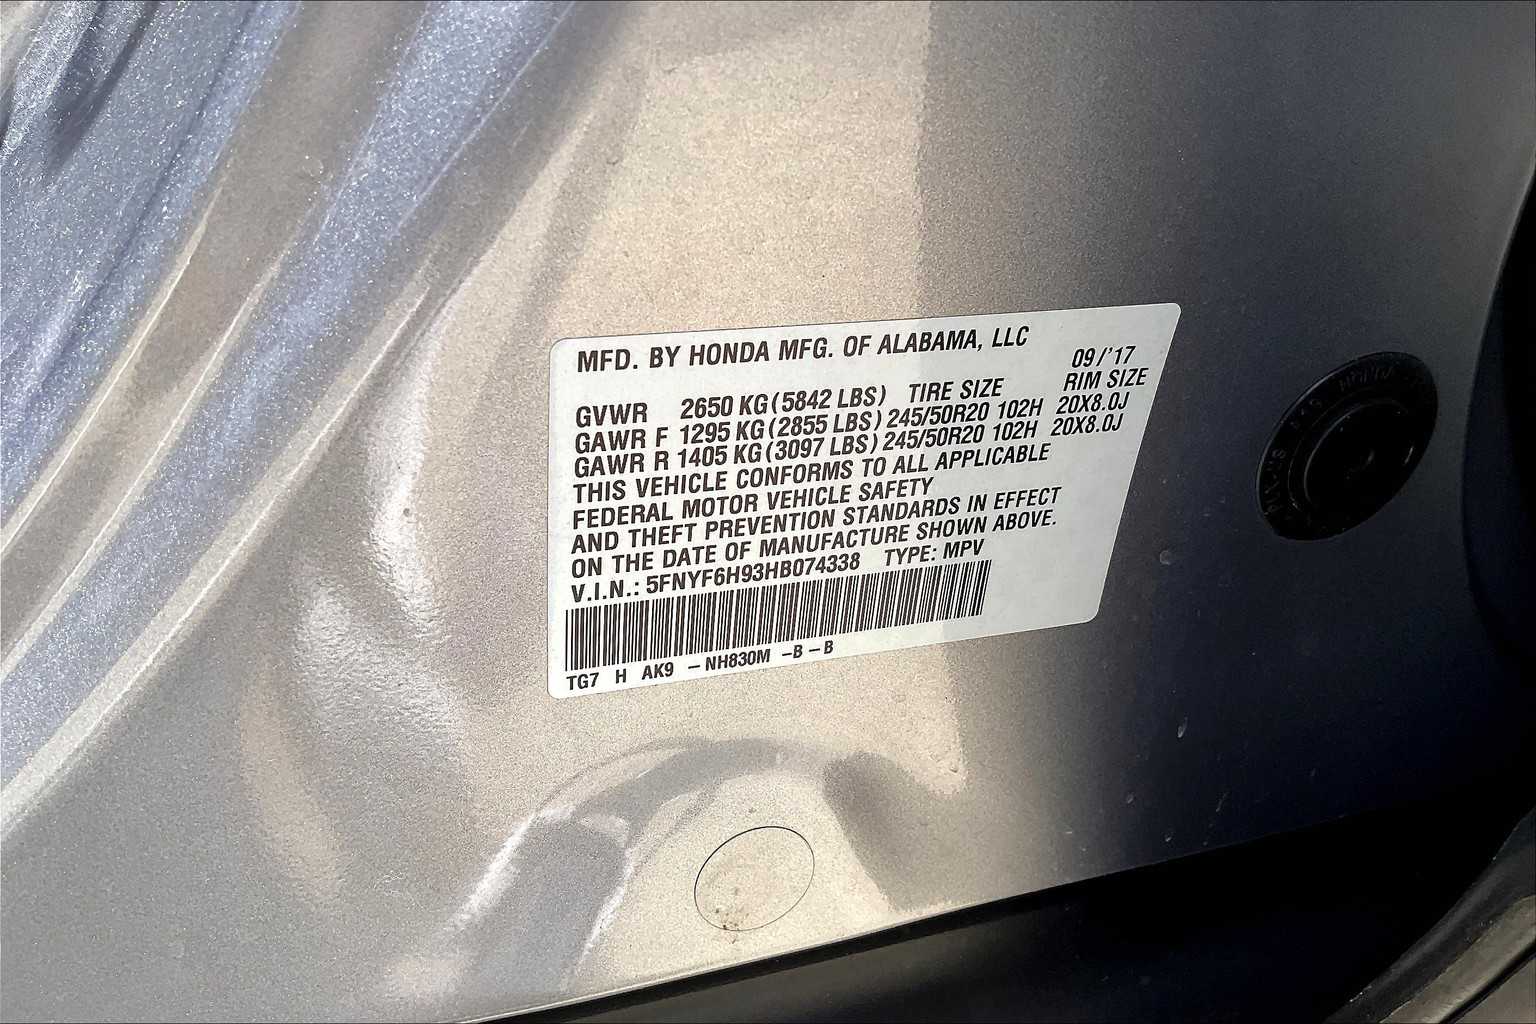 MFD. BY HONDA MFG. OF ALABAMA, LLC
09/'17
GVWR 2650 KG (5842 LBS) TIRE SIZE RIM SIZE
GAWR F 1295 KG (2855 LBS) 245/50R20 102H 20X8.0J
GAWR R 1405 KG (3097 LBS) 245/50R20 102H 20X8.0J
THIS VEHICLE CONFORMS TO ALL APPLICABLE
FEDERAL MOTOR VEHICLE SAFETY
AND THEFT PREVENTION STANDARDS IN EFFECT
ON THE DATE OF MANUFACTURE SHOWN ABOVE.
V.I.N.: 5FNYF6H93HB074338 TYPE: MPV
TG7 H AK9 -NH830M -B-B